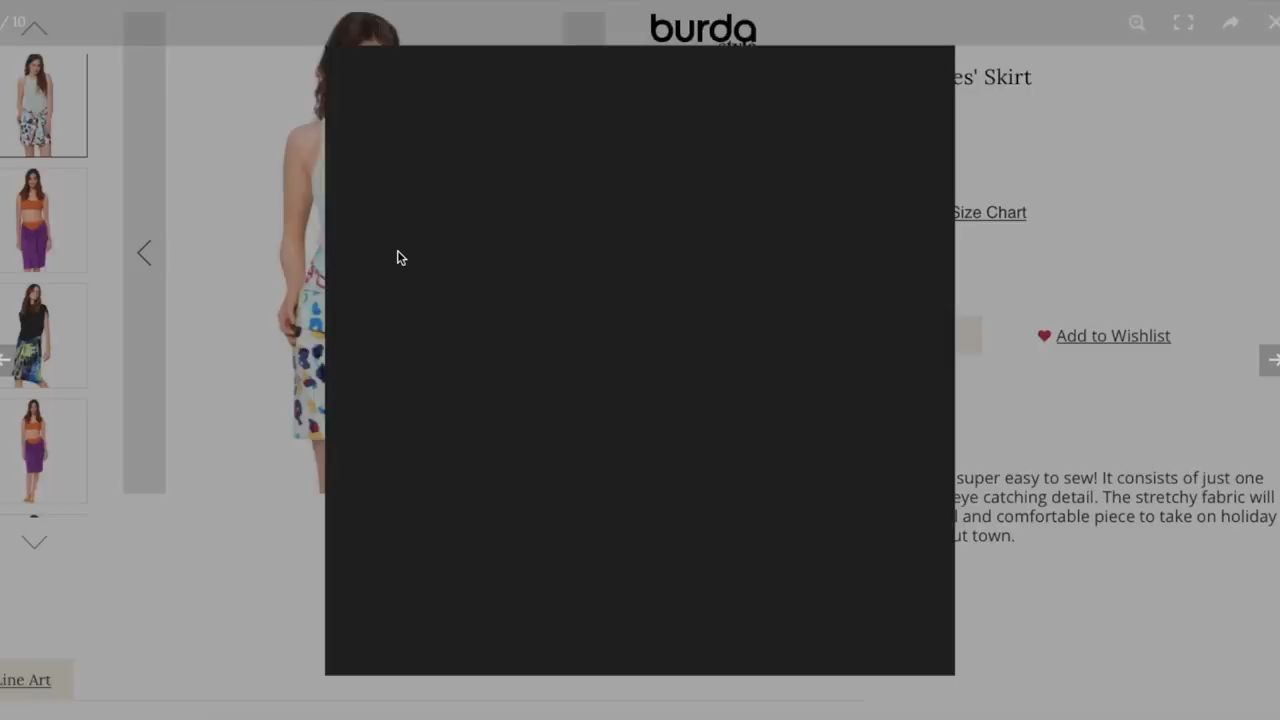 / 10
burda
style
es' Skirt
Size Chart
Add to Wishlist
super easy to sew! It consists of just one
eye catching detail. The stretchy fabric will
and comfortable piece to take on holiday
ut town.
Line Art